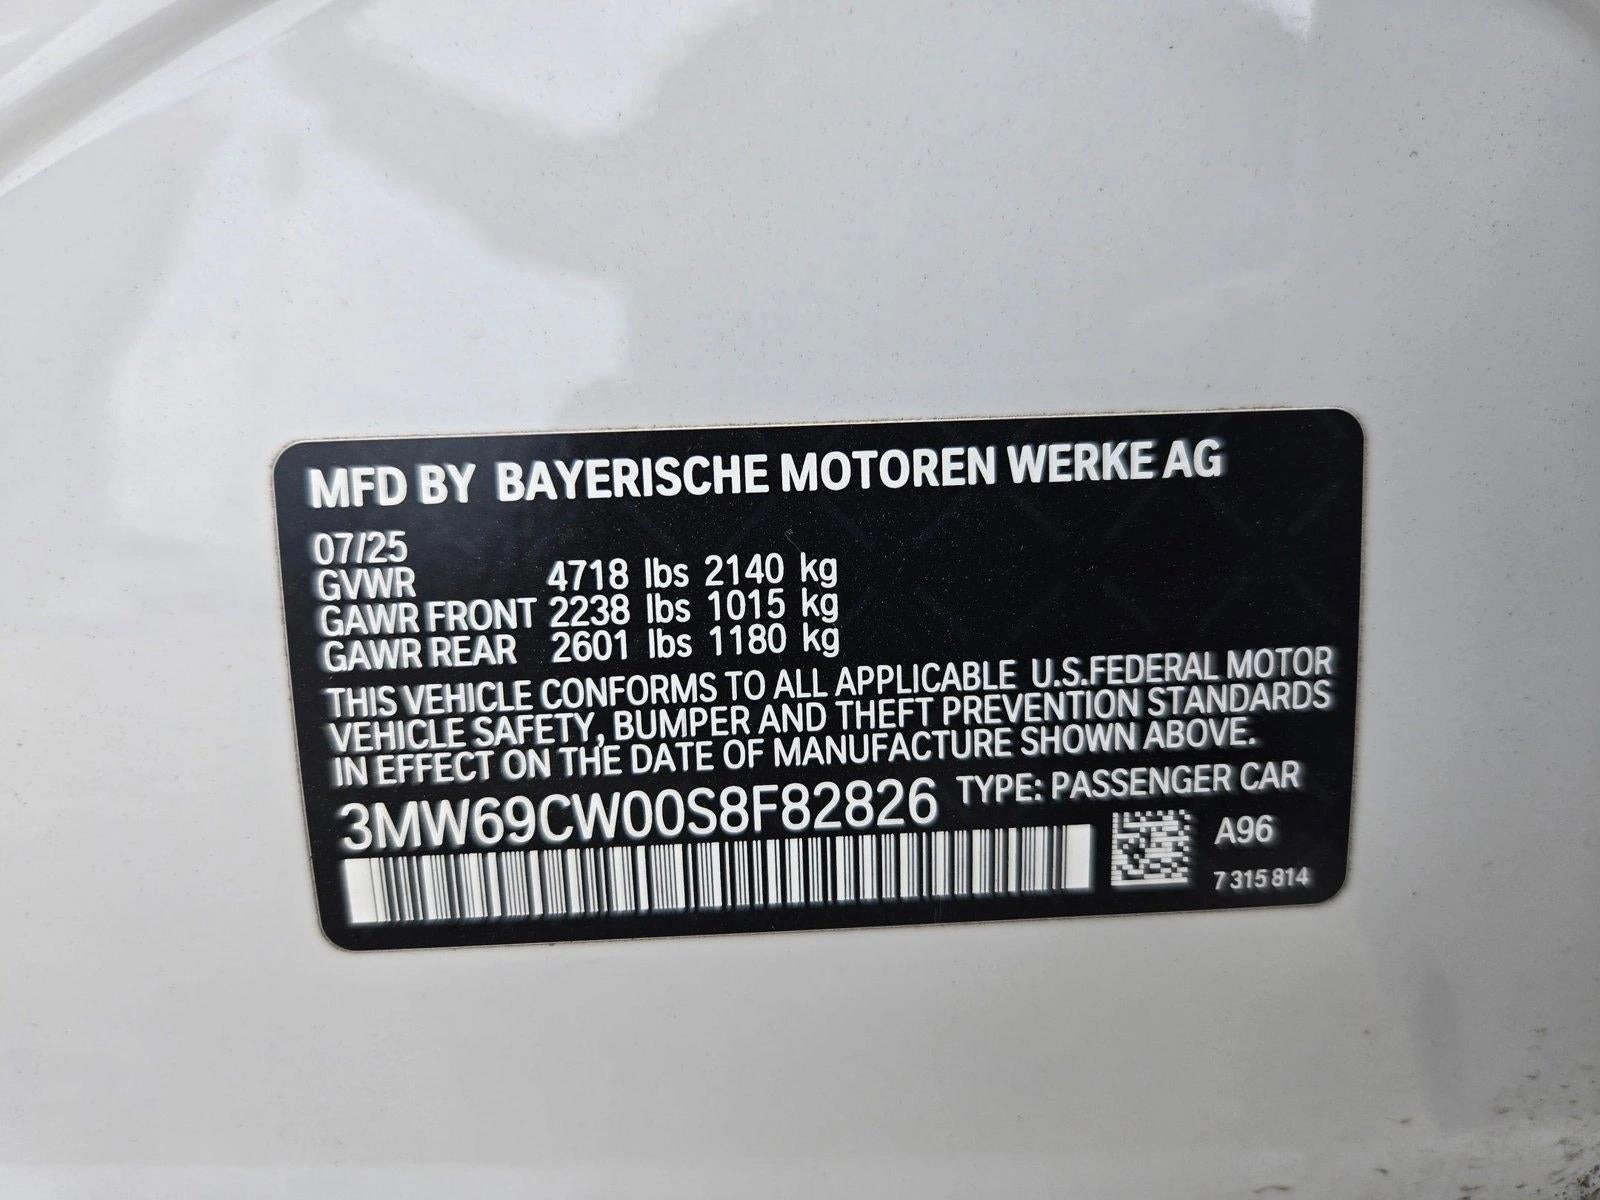 MFD BY BAYERISCHE MOTOREN WERKE AG
07/25
GVWR 4718 lbs 2140 kg
GAWR FRONT 2238 lbs 1015 kg
GAWR REAR 2601 lbs 1180 kg
THIS VEHICLE CONFORMS TO ALL APPLICABLE U.S.FEDERAL MOTOR
VEHICLE SAFETY, BUMPER AND THEFT PREVENTION STANDARDS
IN EFFECT ON THE DATE OF MANUFACTURE SHOWN ABOVE.
3MW69CW00S8F82826 TYPE: PASSENGER CAR
A96
7 315 814